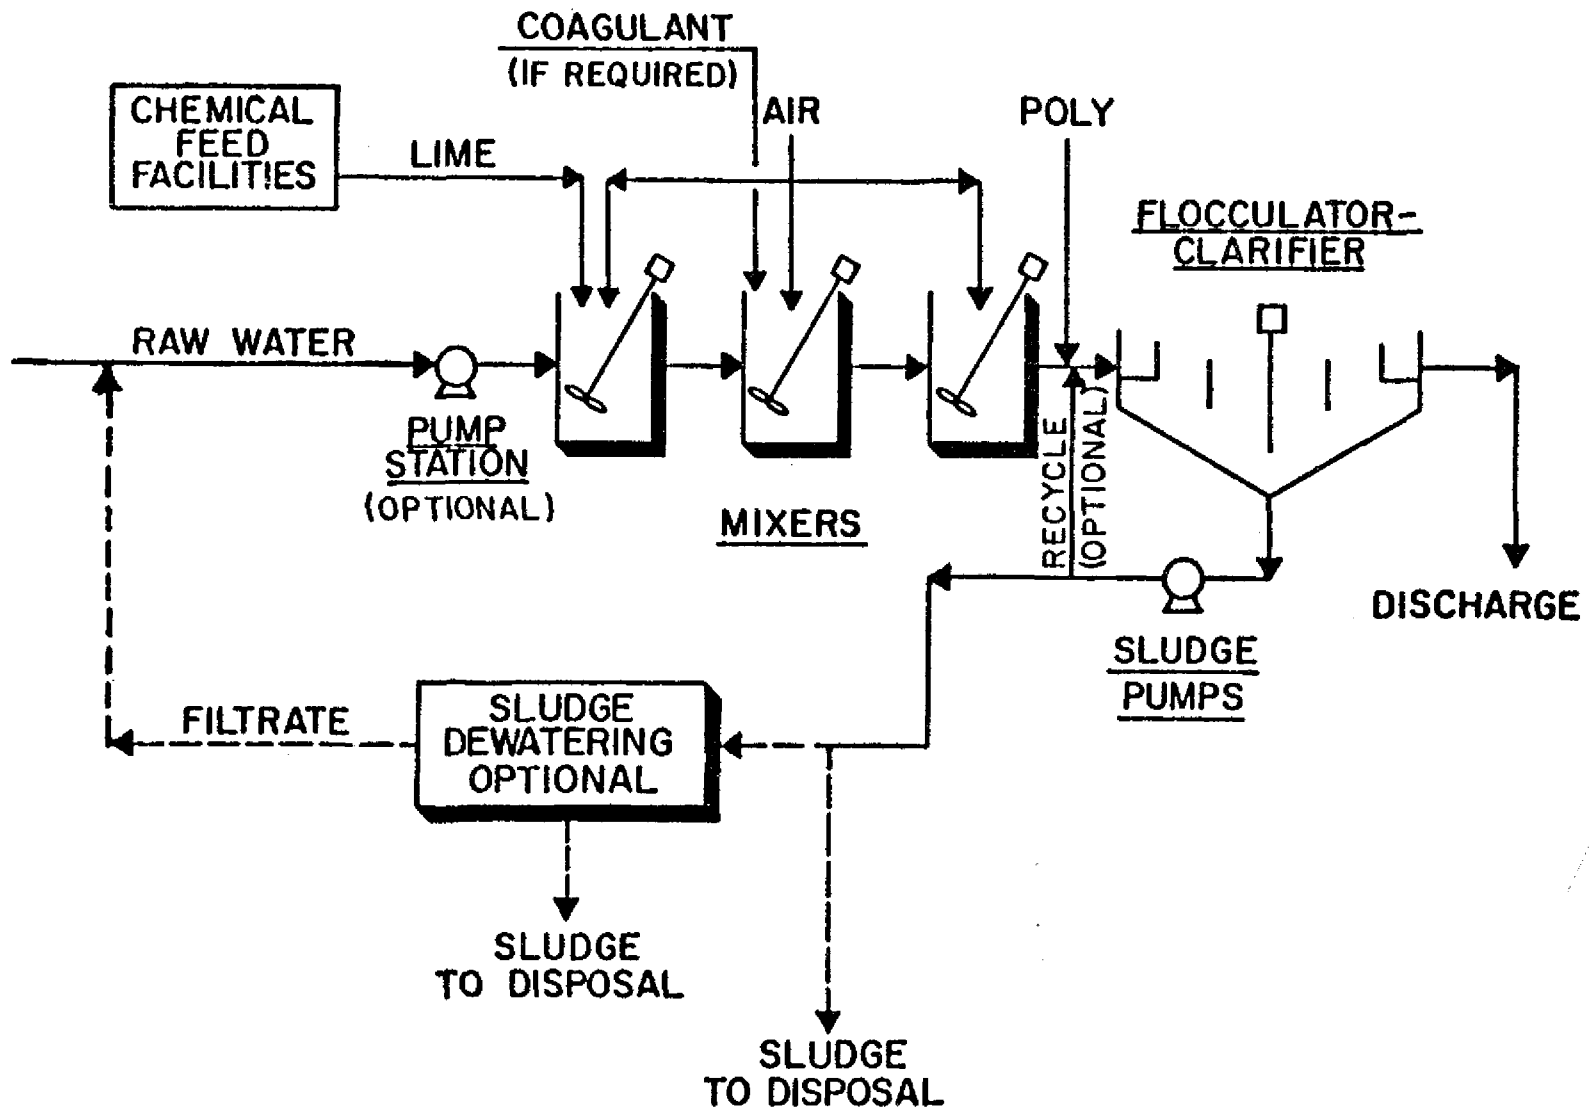 COAGULANT
(IF REQUIRED)
CHEMICAL
FEED
FACILITIES
LIME
AIR
POLY
FLOCCULATOR-
CLARIFIER
RAW WATER
PUMP
STATION
(OPTIONAL)
MIXERS
RECYCLE
(OPTIONAL)
DISCHARGE
SLUDGE
PUMPS
FILTRATE
SLUDGE
DEWATERING
OPTIONAL
SLUDGE
TO DISPOSAL
SLUDGE
TO DISPOSAL